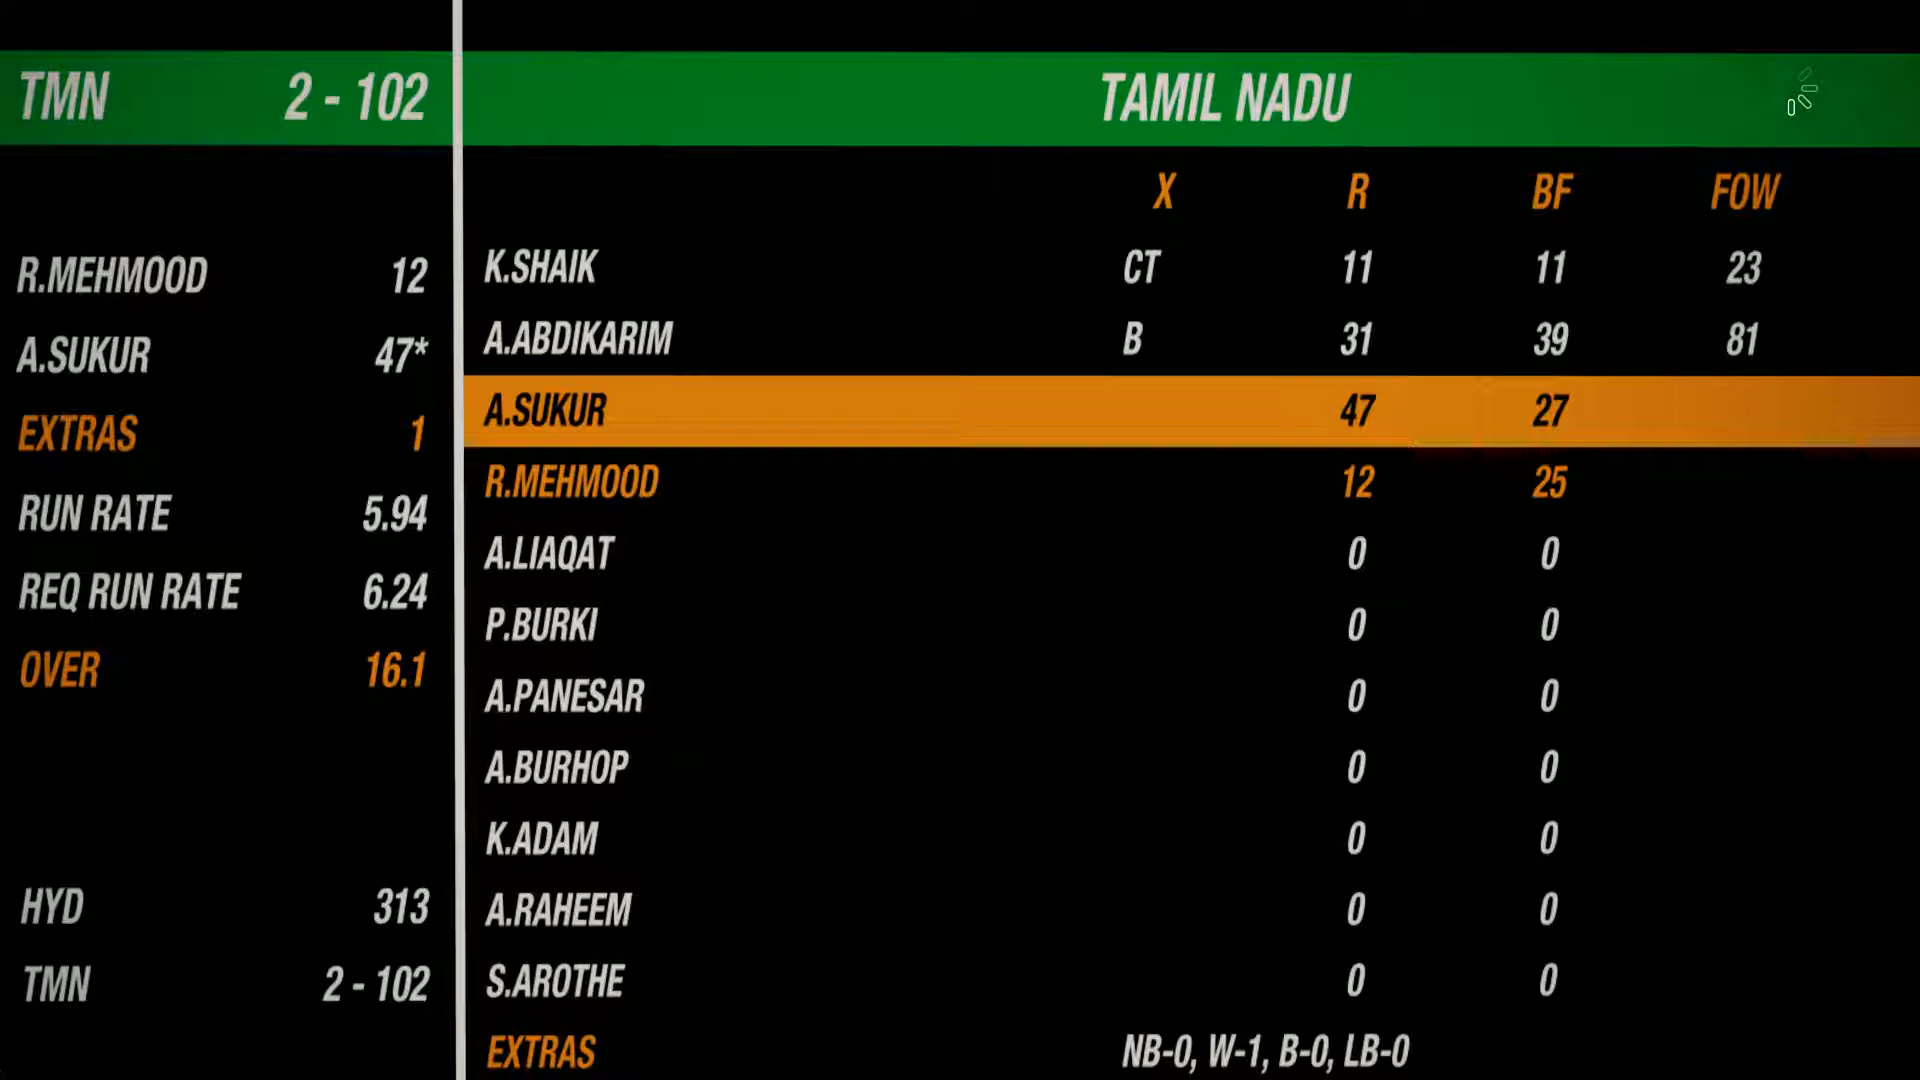 TMN 2 - 102
R.MEHMOOD 12
A.SUKUR 47*
EXTRAS 1
RUN RATE 5.94
REQ RUN RATE 6.24
OVER 16.1
HYD 313
TMN 2 - 102
TAMIL NADU
X R BF FOW
K.SHAIK CT 11 11 23
A.ABDIKARIM B 31 39 81
A.SUKUR 47 27
R.MEHMOOD 12 25
A.LIAQAT 0 0
P.BURKI 0 0
A.PANESAR 0 0
A.BURHOP 0 0
K.ADAM 0 0
A.RAHEEM 0 0
S.AROTHE 0 0
EXTRAS NB-0, W-1, B-0, LB-0